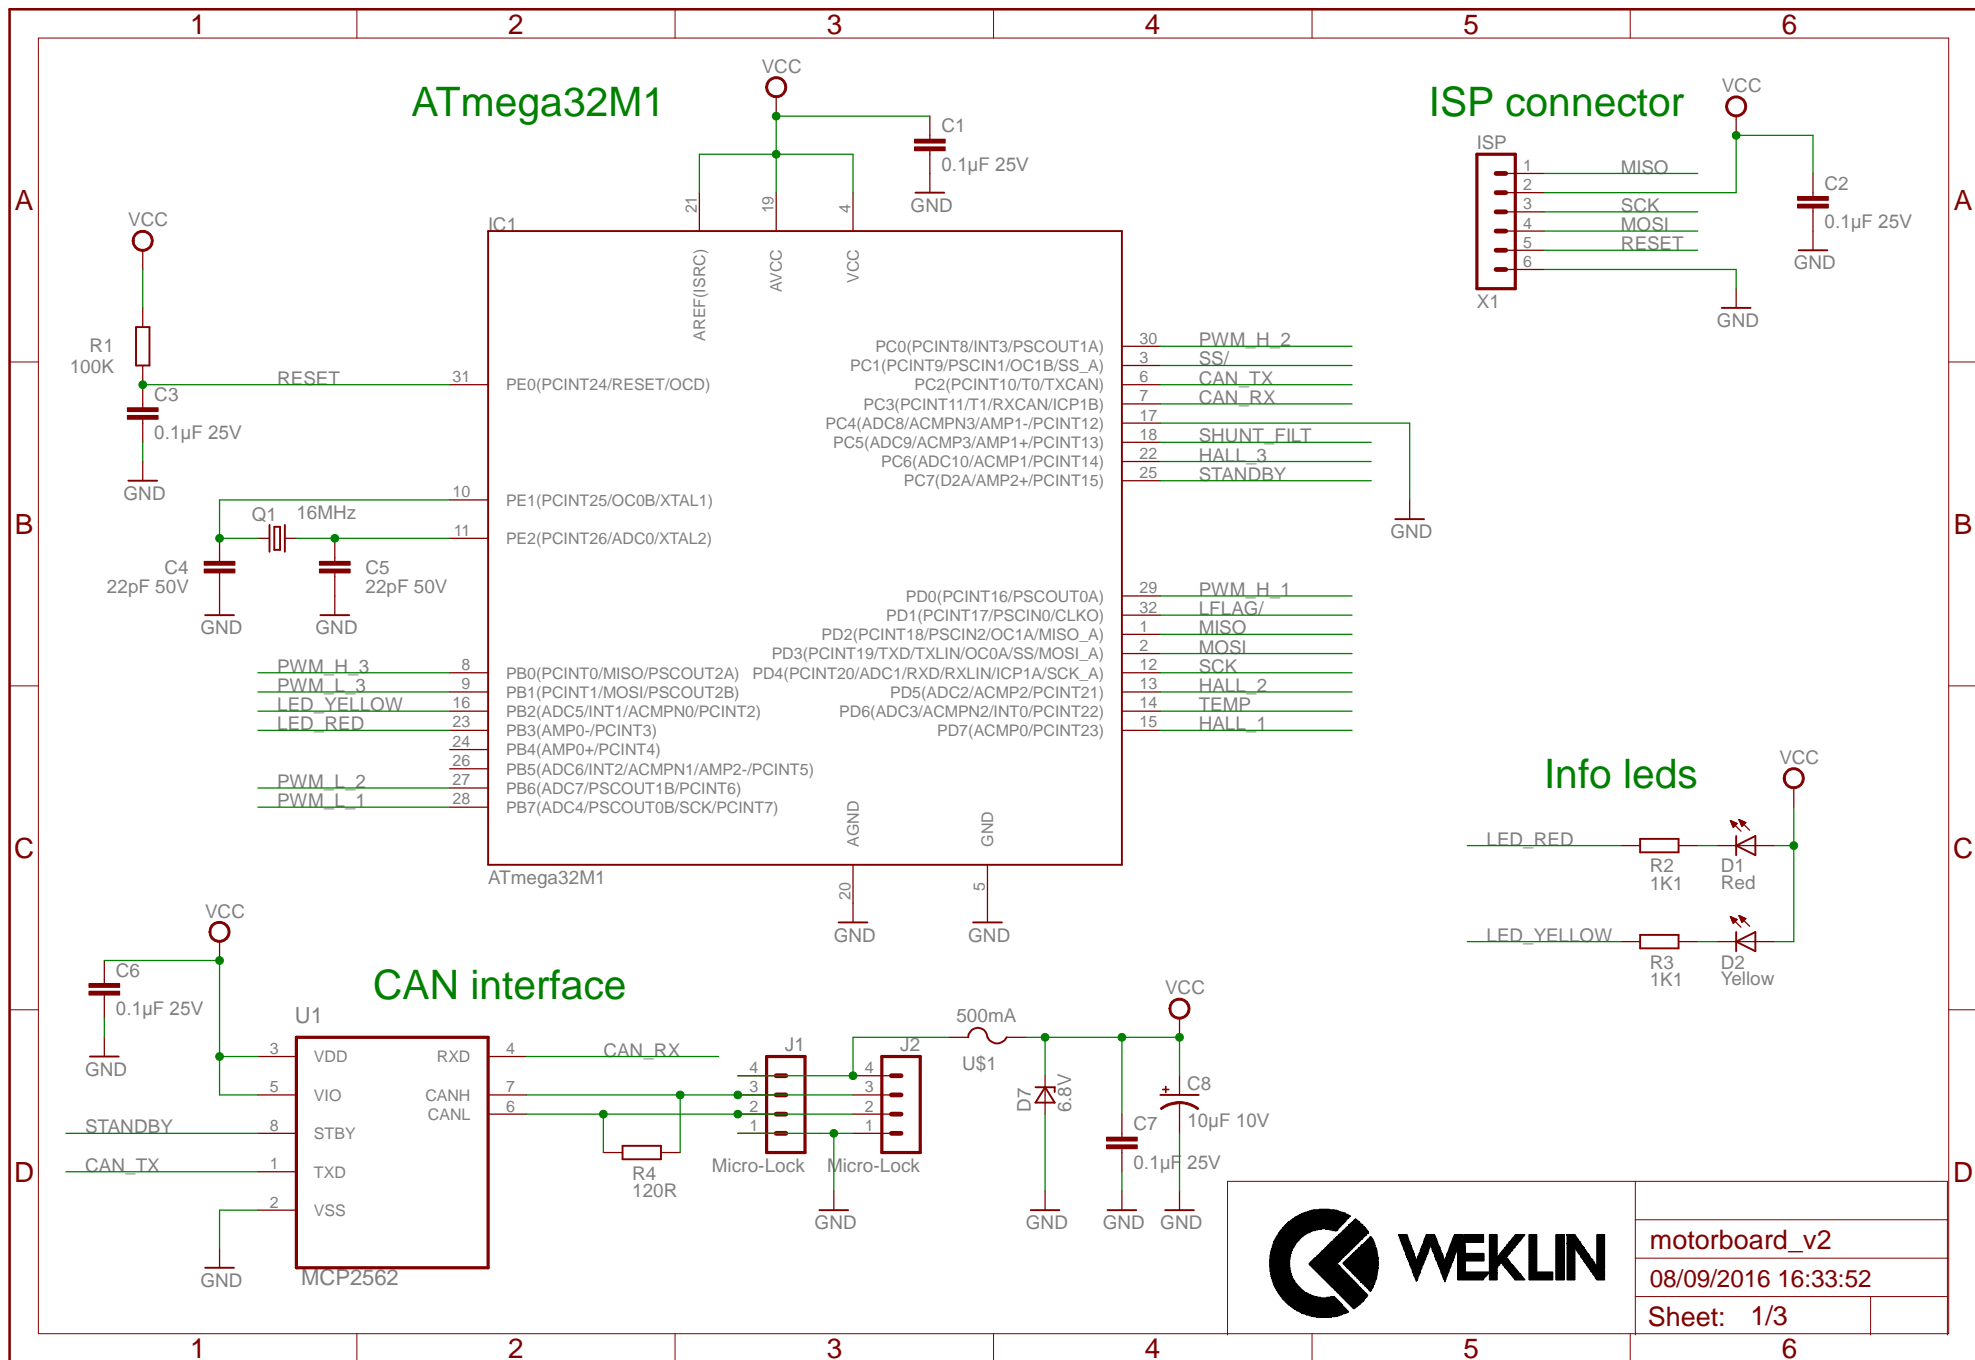 1 2 3 4 5 6
A
B
C
D
A
B
C
D
ATmega32M1
VCC
C1
0.1µF 25V
GND
21
19
4
IC1
AREF(ISRC)
AVCC
VCC
VCC
R1
100K
RESET
31
PE0(PCINT24/RESET/OCD)
C3
0.1µF 25V
GND
10
PE1(PCINT25/OC0B/XTAL1)
Q1
16MHz
11
PE2(PCINT26/ADC0/XTAL2)
C4
22pF 50V
GND
C5
22pF 50V
GND
PWM_H_3
8
PB0(PCINT0/MISO/PSCOUT2A)
PWM_L_3
9
PB1(PCINT1/MOSI/PSCOUT2B)
LED_YELLOW
16
PB2(ADC5/INT1/ACMPN0/PCINT2)
LED_RED
23
PB3(AMP0-/PCINT3)
24
PB4(AMP0+/PCINT4)
26
PB5(ADC6/INT2/ACMPN1/AMP2-/PCINT5)
PWM_L_2
27
PB6(ADC7/PSCOUT1B/PCINT6)
PWM_L_1
28
PB7(ADC4/PSCOUT0B/SCK/PCINT7)
PC0(PCINT8/INT3/PSCOUT1A)
30
PWM_H_2
PC1(PCINT9/PSCIN1/OC1B/SS_A)
3
SS/
PC2(PCINT10/T0/TXCAN)
6
CAN_TX
PC3(PCINT11/T1/RXCAN/ICP1B)
7
CAN_RX
PC4(ADC8/ACMPN3/AMP1-/PCINT12)
17
PC5(ADC9/ACMP3/AMP1+/PCINT13)
18
SHUNT_FILT
PC6(ADC10/ACMP1/PCINT14)
22
HALL_3
PC7(D2A/AMP2+/PCINT15)
25
STANDBY
GND
PD0(PCINT16/PSCOUT0A)
29
PWM_H_1
PD1(PCINT17/PSCIN0/CLKO)
32
LFLAG/
PD2(PCINT18/PSCIN2/OC1A/MISO_A)
1
MISO
PD3(PCINT19/TXD/TXLIN/OC0A/SS/MOSI_A)
2
MOSI
PD4(PCINT20/ADC1/RXD/RXLIN/ICP1A/SCK_A)
12
SCK
PD5(ADC2/ACMP2/PCINT21)
13
HALL_2
PD6(ADC3/ACMPN2/INT0/PCINT22)
14
TEMP
PD7(ACMP0/PCINT23)
15
HALL_1
AGND
GND
ATmega32M1
20
5
GND
GND
ISP connector
VCC
ISP
1
MISO
2
3
SCK
4
MOSI
5
RESET
6
X1
C2
0.1µF 25V
GND
GND
Info leds
VCC
LED_RED
R2
1K1
D1
Red
LED_YELLOW
R3
1K1
D2
Yellow
CAN interface
VCC
C6
0.1µF 25V
GND
U1
3
VDD
5
VIO
STANDBY
8
STBY
CAN_TX
1
TXD
2
VSS
GND
RXD
4
CAN_RX
CANH
7
CANL
6
MCP2562
R4
120R
J1
4
3
2
1
Micro-Lock
J2
4
3
2
1
Micro-Lock
GND
500mA
U$1
VCC
D7
6.8V
GND
C7
0.1µF 25V
GND
C8
+
10µF 10V
GND
WEKLIN
motorboard_v2
08/09/2016 16:33:52
Sheet: 1/3
1 2 3 4 5 6